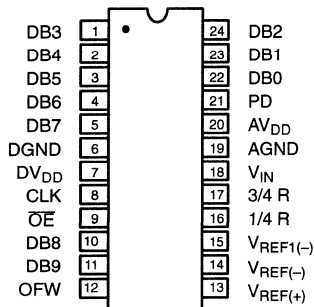 DB3 1 24 DB2
DB4 2 23 DB1
DB5 3 22 DB0
DB6 4 21 PD
DB7 5 20 AVDD
DGND 6 19 AGND
DVDD 7 18 VIN
CLK 8 17 3/4 R
OE 9 16 1/4 R
DB8 10 15 VREF1(–)
DB9 11 14 VREF(–)
OFW 12 13 VREF(+)